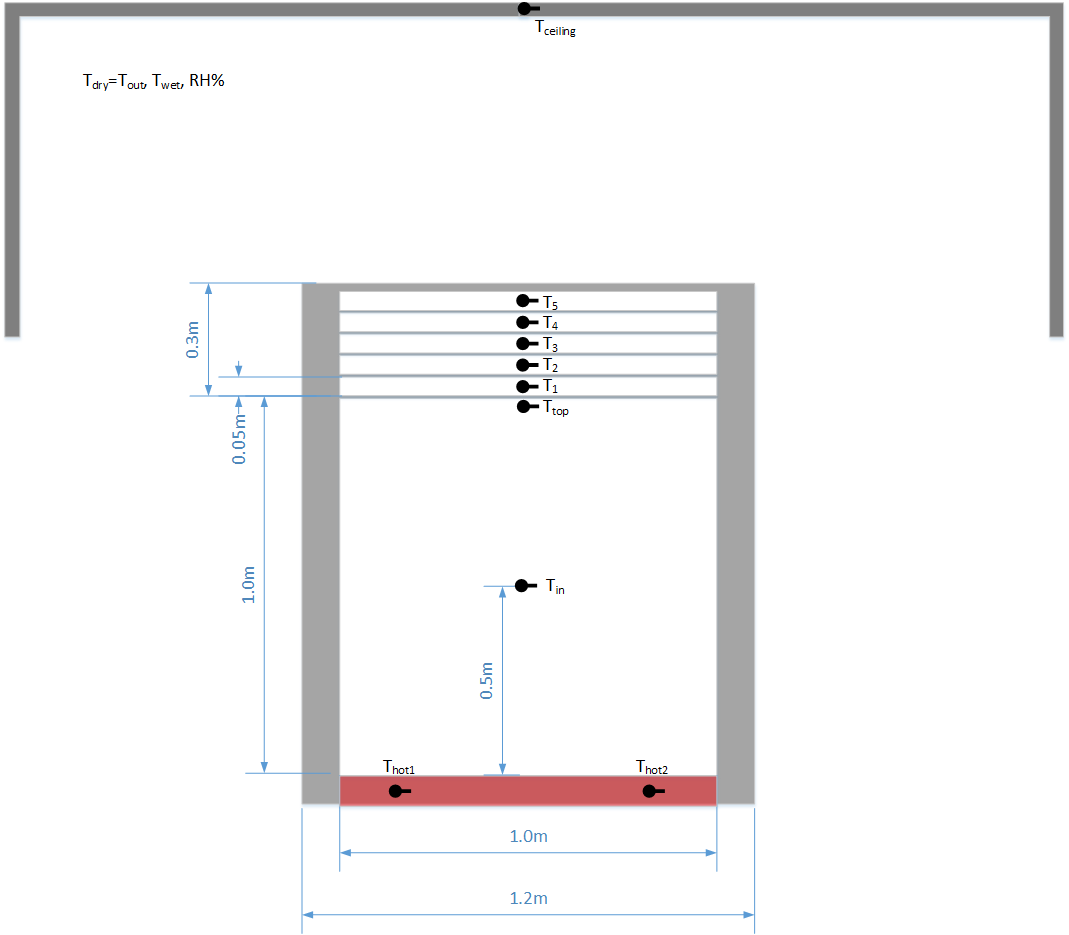 Tceiling
Tdry=Tout, Twet, RH%
T5
T4
T3
T2
T1
Ttop
0.3m
0.05m
1.0m
Tin
0.5m
Thot1
Thot2
1.0m
1.2m